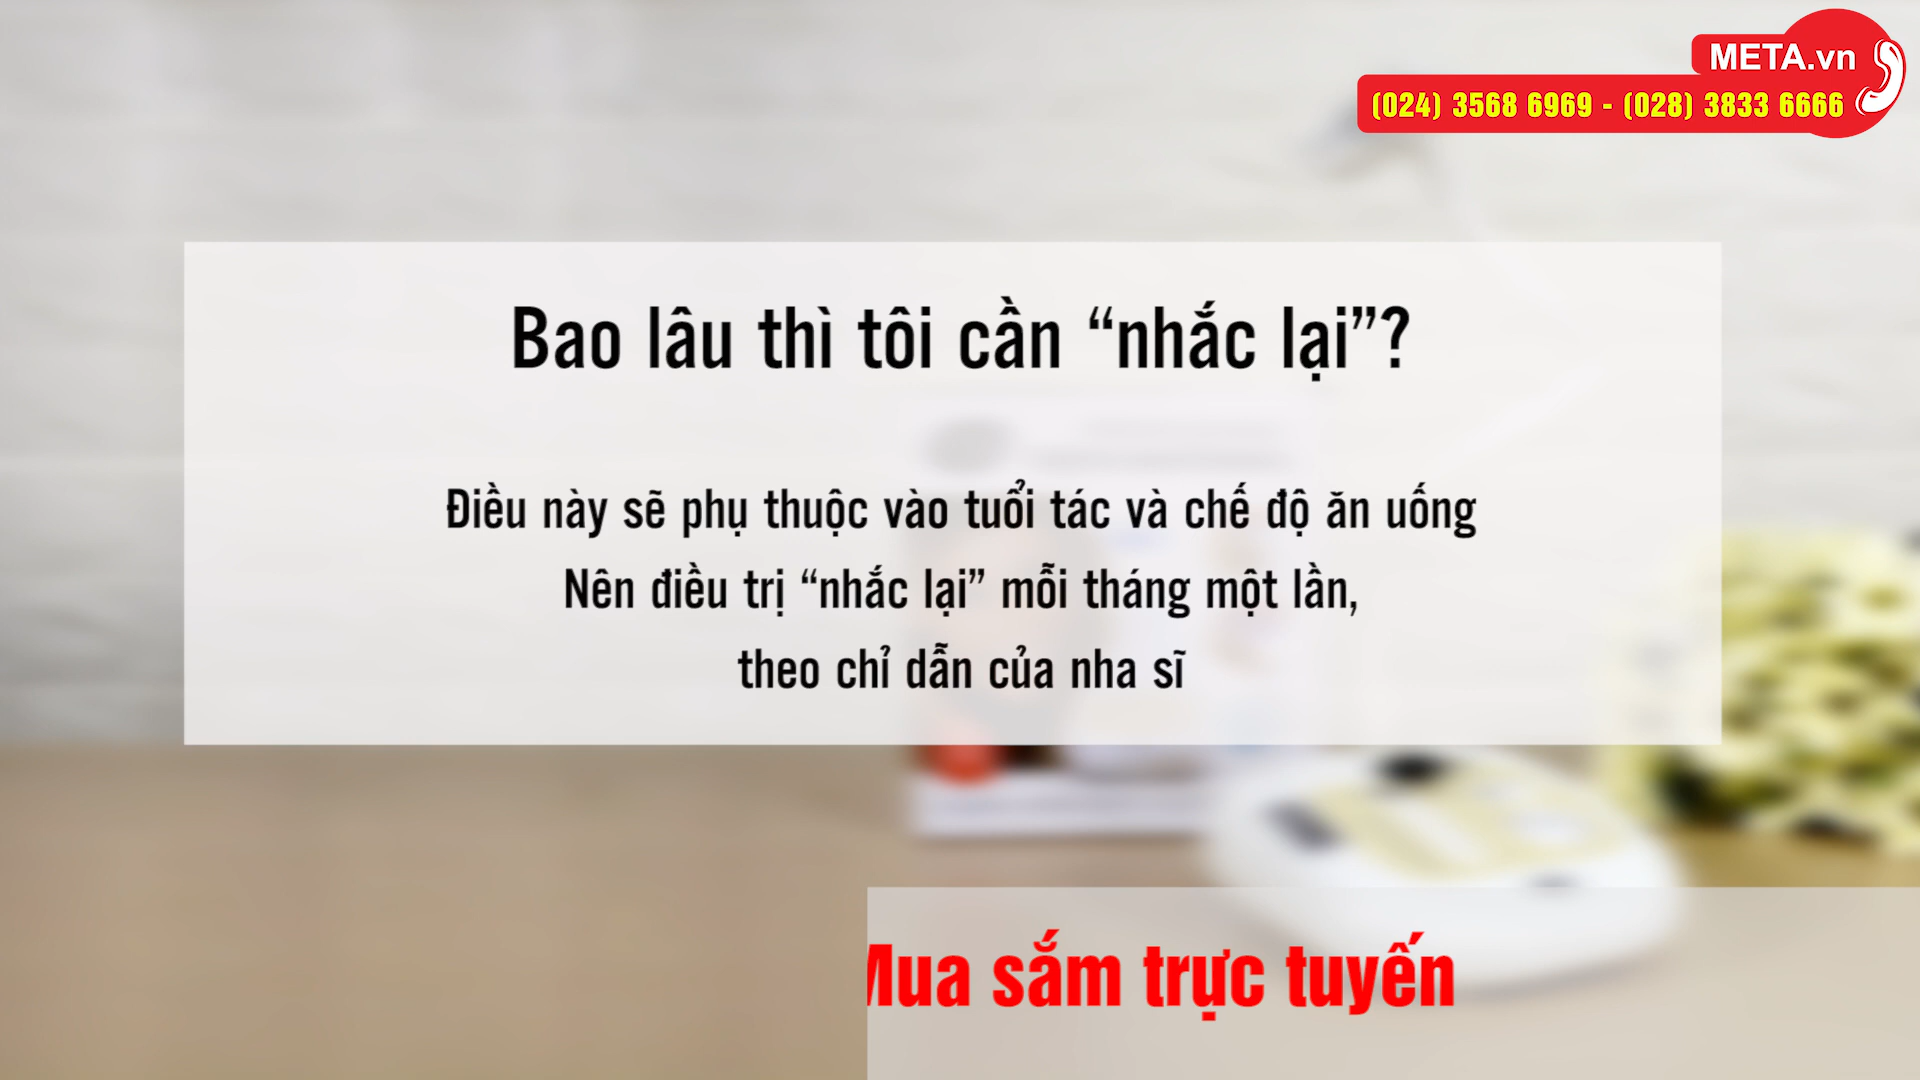 META.vn
(024) 3568 6969 - (028) 3833 6666
Bao lâu thì tôi cần “nhắc lại”?
Điều này sẽ phụ thuộc vào tuổi tác và chế độ ăn uống
Nên điều trị “nhắc lại” mỗi tháng một lần,
theo chỉ dẫn của nha sĩ
Mua sắm trực tuyến